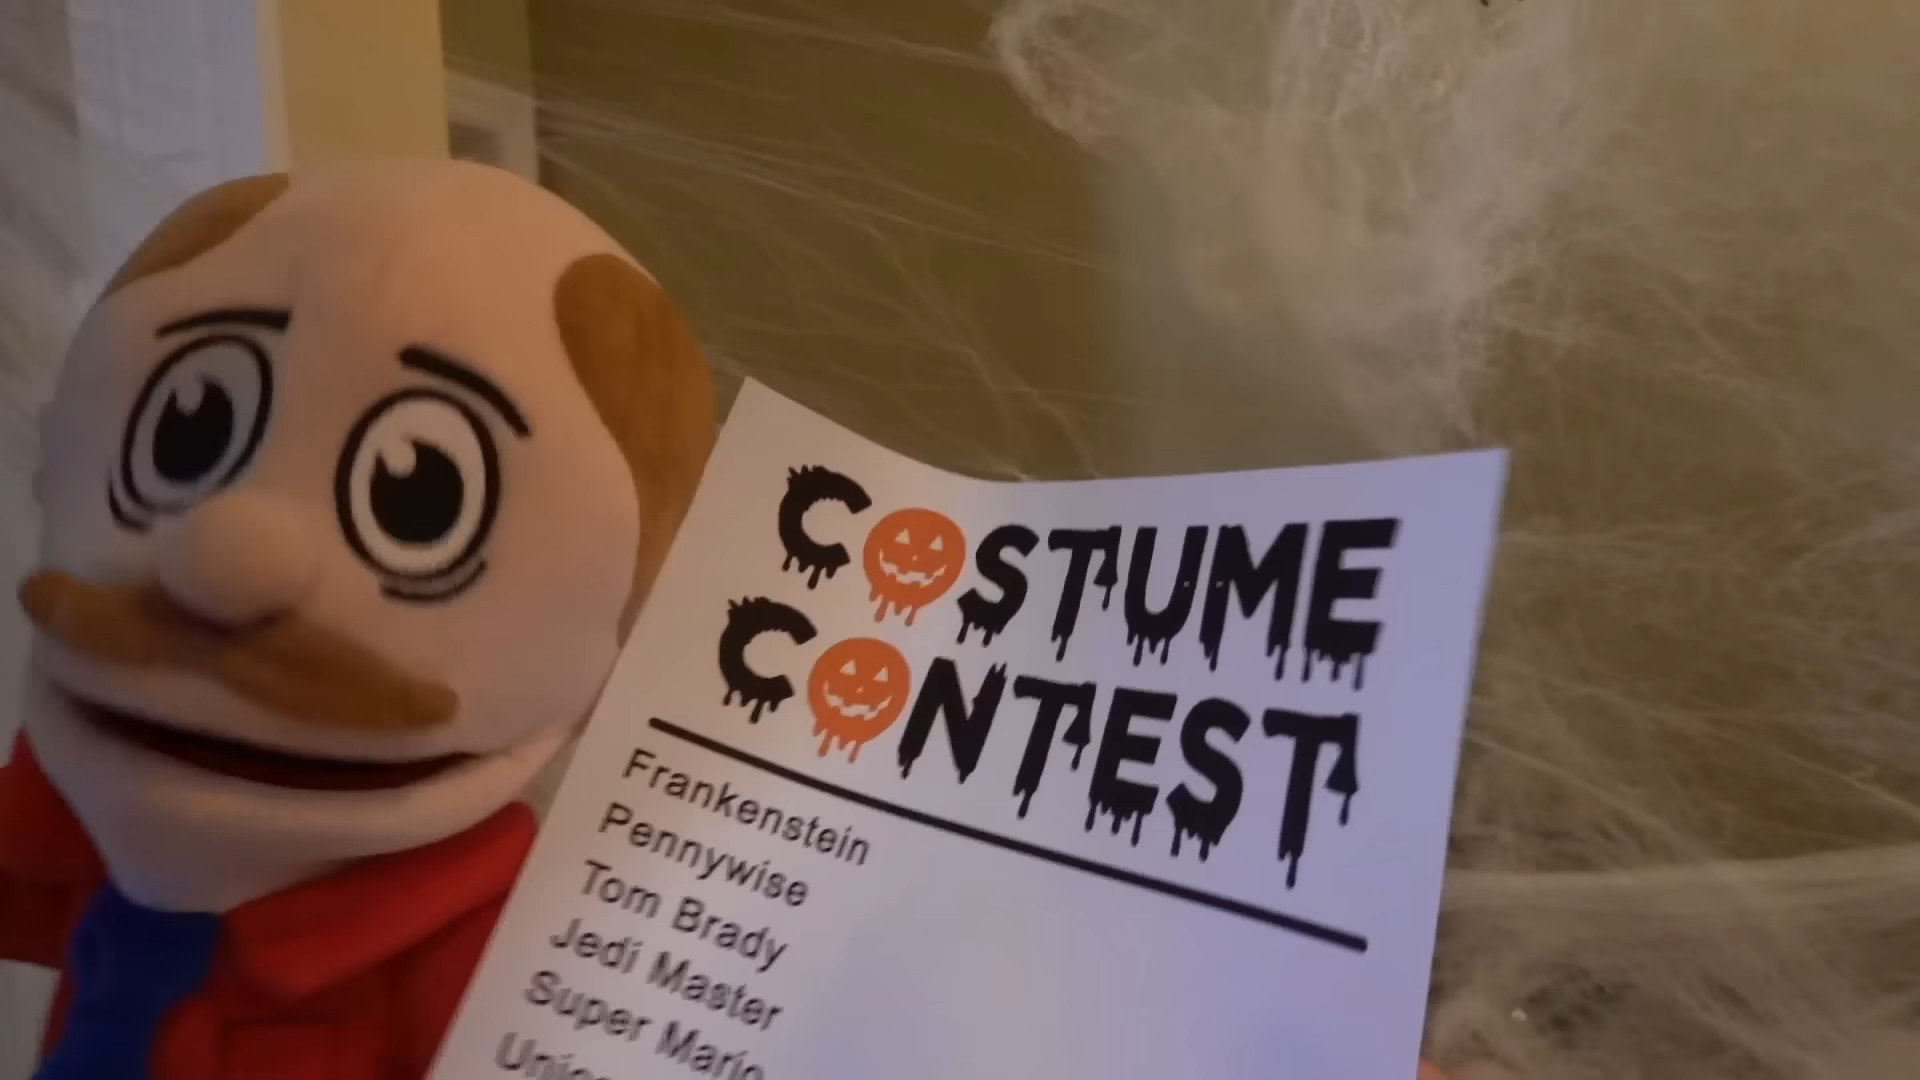 COSTUME
CONTEST
Frankenstein
Pennywise
Tom Brady
Jedi Master
Super Mario